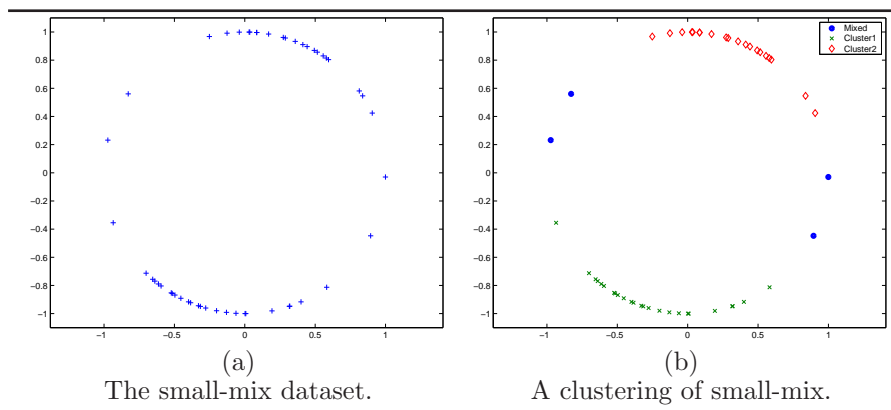 1
0.8
0.6
0.4
0.2
0
−0.2
−0.4
−0.6
−0.8
−1
−1 −0.5 0 0.5 1
(a)
The small-mix dataset.
Mixed
Cluster1
Cluster2
1
0.8
0.6
0.4
0.2
0
−0.2
−0.4
−0.6
−0.8
−1
−1 −0.5 0 0.5 1
(b)
A clustering of small-mix.